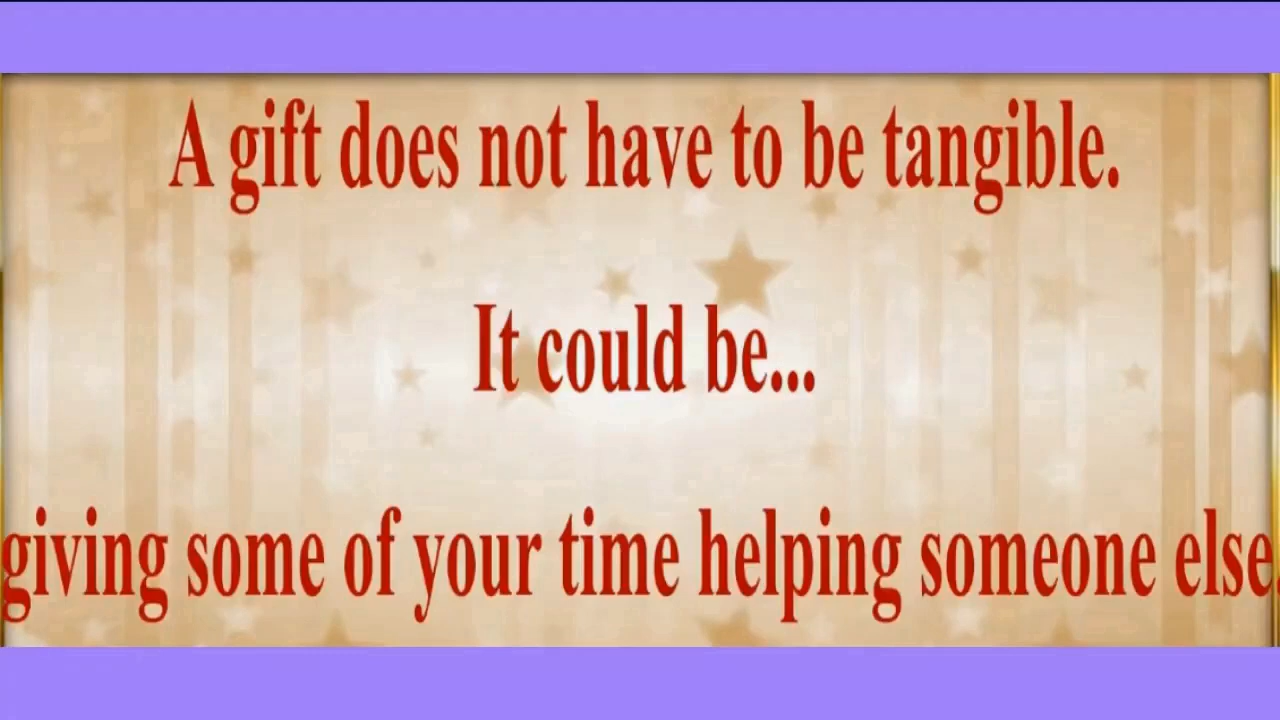 A gift does not have to be tangible.
It could be...
giving some of your time helping someone else.